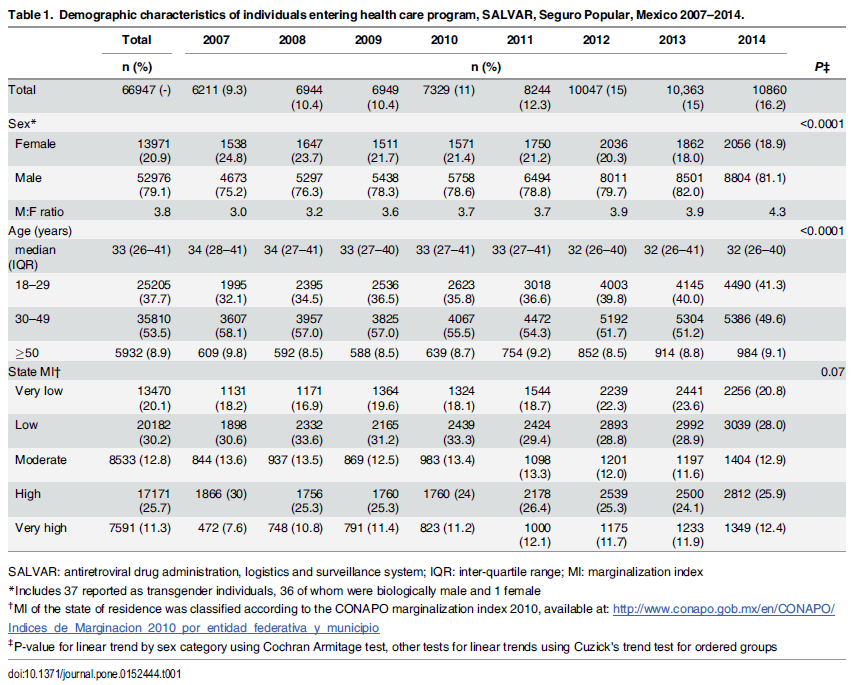 Table 1. Demographic characteristics of individuals entering health care program, SALVAR, Seguro Popular, Mexico 2007–2014.
Total 2007 2008 2009 2010 2011 2012 2013 2014
n (%) n (%) P‡
Total 66947 (-) 6211 (9.3) 6944 6949 7329 (11) 8244 10047 (15) 10,363 10860
(10.4) (10.4) (12.3) (15) (16.2)
Sex* <0.0001
Female 13971 1538 1647 1511 1571 1750 2036 1862 2056 (18.9)
(20.9) (24.8) (23.7) (21.7) (21.4) (21.2) (20.3) (18.0)
Male 52976 4673 5297 5438 5758 6494 8011 8501 8804 (81.1)
(79.1) (75.2) (76.3) (78.3) (78.6) (78.8) (79.7) (82.0)
M:F ratio 3.8 3.0 3.2 3.6 3.7 3.7 3.9 3.9 4.3
Age (years) <0.0001
median 33 (26–41) 34 (28–41) 34 (27-41) 33 (27-40) 33 (27-41) 33 (27-41) 32 (26-40) 32 (26-41) 32 (26-40)
(IQR)
18–29 25205 1995 2395 2536 2623 3018 4003 4145 4490 (41.3)
(37.7) (32.1) (34.5) (36.5) (35.8) (36.6) (39.8) (40.0)
30–49 35810 3607 3957 3825 4067 4472 5192 5304 5386 (49.6)
(53.5) (58.1) (57.0) (57.0) (55.5) (54.3) (51.7) (51.2)
≥50 5932 (8.9) 609 (9.8) 592 (8.5) 588 (8.5) 639 (8.7) 754 (9.2) 852 (8.5) 914 (8.8) 984 (9.1)
State MI† 0.07
Very low 13470 1131 1171 1364 1324 1544 2239 2441 2256 (20.8)
(20.1) (18.2) (16.9) (19.6) (18.1) (18.7) (22.3) (23.6)
Low 20182 1898 2332 2165 2439 2424 2893 2992 3039 (28.0)
(30.2) (30.6) (33.6) (31.2) (33.3) (29.4) (28.8) (28.9)
Moderate 8533 (12.8) 844 (13.6) 937 (13.5) 869 (12.5) 983 (13.4) 1098 1201 1197 1404 (12.9)
(13.3) (12.0) (11.6)
High 17171 1866 (30) 1756 1760 1760 (24) 2178 2539 2500 2812 (25.9)
(25.7) (25.3) (25.3) (26.4) (25.3) (24.1)
Very high 7591 (11.3) 472 (7.6) 748 (10.8) 791 (11.4) 823 (11.2) 1000 1175 1233 1349 (12.4)
(12.1) (11.7) (11.9)
SALVAR: antiretroviral drug administration, logistics and surveillance system; IQR: inter-quartile range; MI: marginalization index
*Includes 37 reported as transgender individuals, 36 of whom were biologically male and 1 female
†MI of the state of residence was classified according to the CONAPO marginalization index 2010, available at: http://www.conapo.gob.mx/en/CONAPO/
Indices_de_Marginacion_2010_por_entidad_federativa_y_municipio
‡P-value for linear trend by sex category using Cochran Armitage test, other tests for linear trends using Cuzick's trend test for ordered groups
doi:10.1371/journal.pone.0152444.t001